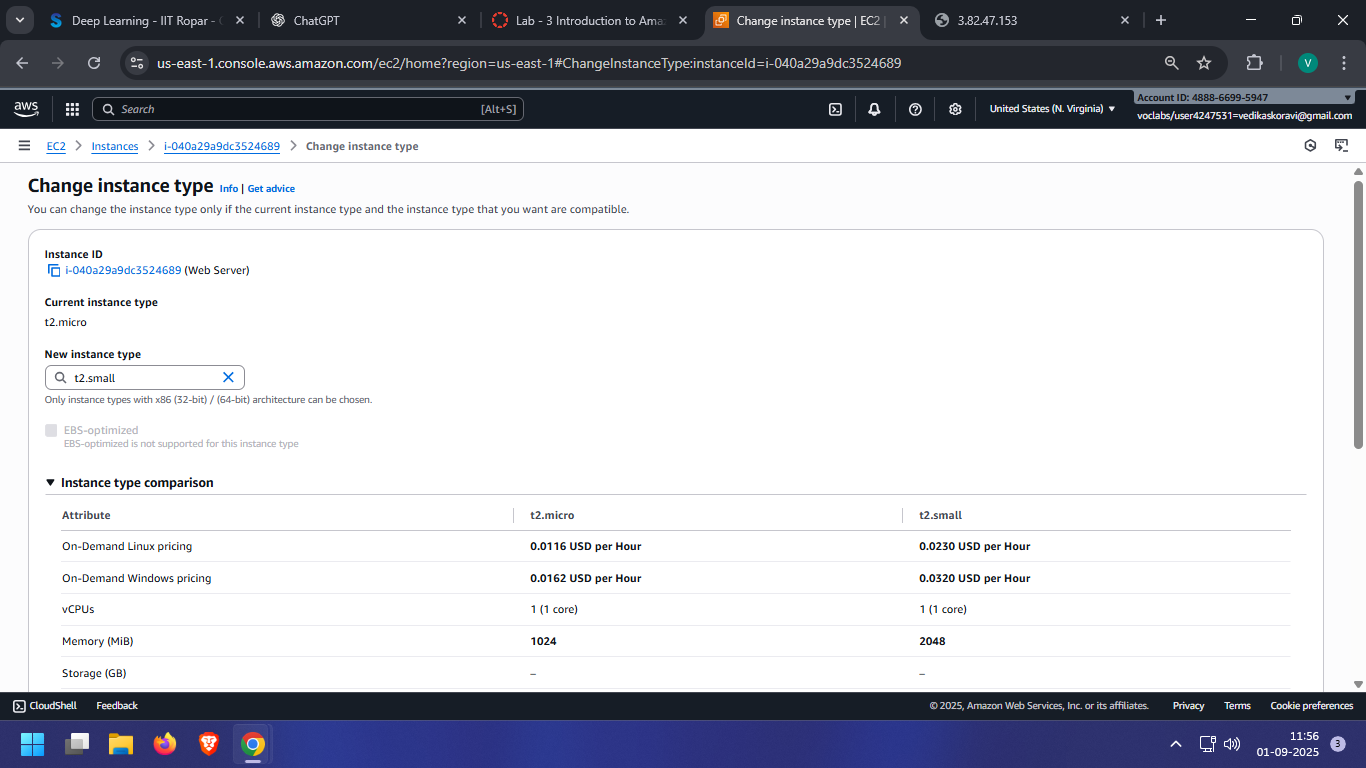 Deep Learning - IIT Ropar - C
ChatGPT
Lab - 3 Introduction to Ama
Change instance type | EC2 |
3.82.47.153
us-east-1.console.aws.amazon.com/ec2/home?region=us-east-1#ChangeInstanceType:instanceId=i-040a29a9dc3524689
V
aws
Search
[Alt+S]
United States (N. Virginia)
Account ID: 4888-6699-5947
voclabs/user4247531=vedikaskoravi@gmail.com
EC2 > Instances > i-040a29a9dc3524689 > Change instance type
Change instance type Info | Get advice
You can change the instance type only if the current instance type and the instance type that you want are compatible.
Instance ID
i-040a29a9dc3524689 (Web Server)
Current instance type
t2.micro
New instance type
t2.small
Only instance types with x86 (32-bit) / (64-bit) architecture can be chosen.
EBS-optimized
EBS-optimized is not supported for this instance type
Instance type comparison
Attribute t2.micro t2.small
On-Demand Linux pricing 0.0116 USD per Hour 0.0230 USD per Hour
On-Demand Windows pricing 0.0162 USD per Hour 0.0320 USD per Hour
vCPUs 1 (1 core) 1 (1 core)
Memory (MiB) 1024 2048
Storage (GB) – –
CloudShell Feedback © 2025, Amazon Web Services, Inc. or its affiliates. Privacy Terms Cookie preferences
11:56
01-09-2025
3